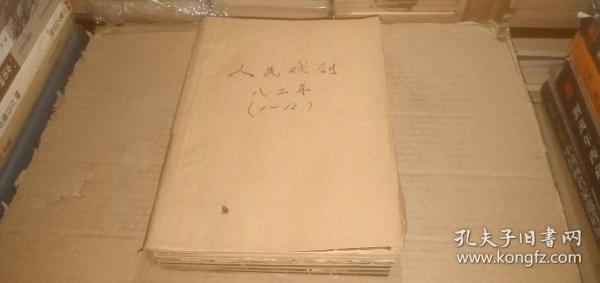 人民戏剧
八二年
(1—12)
孔夫子旧书网
www.kongfz.com